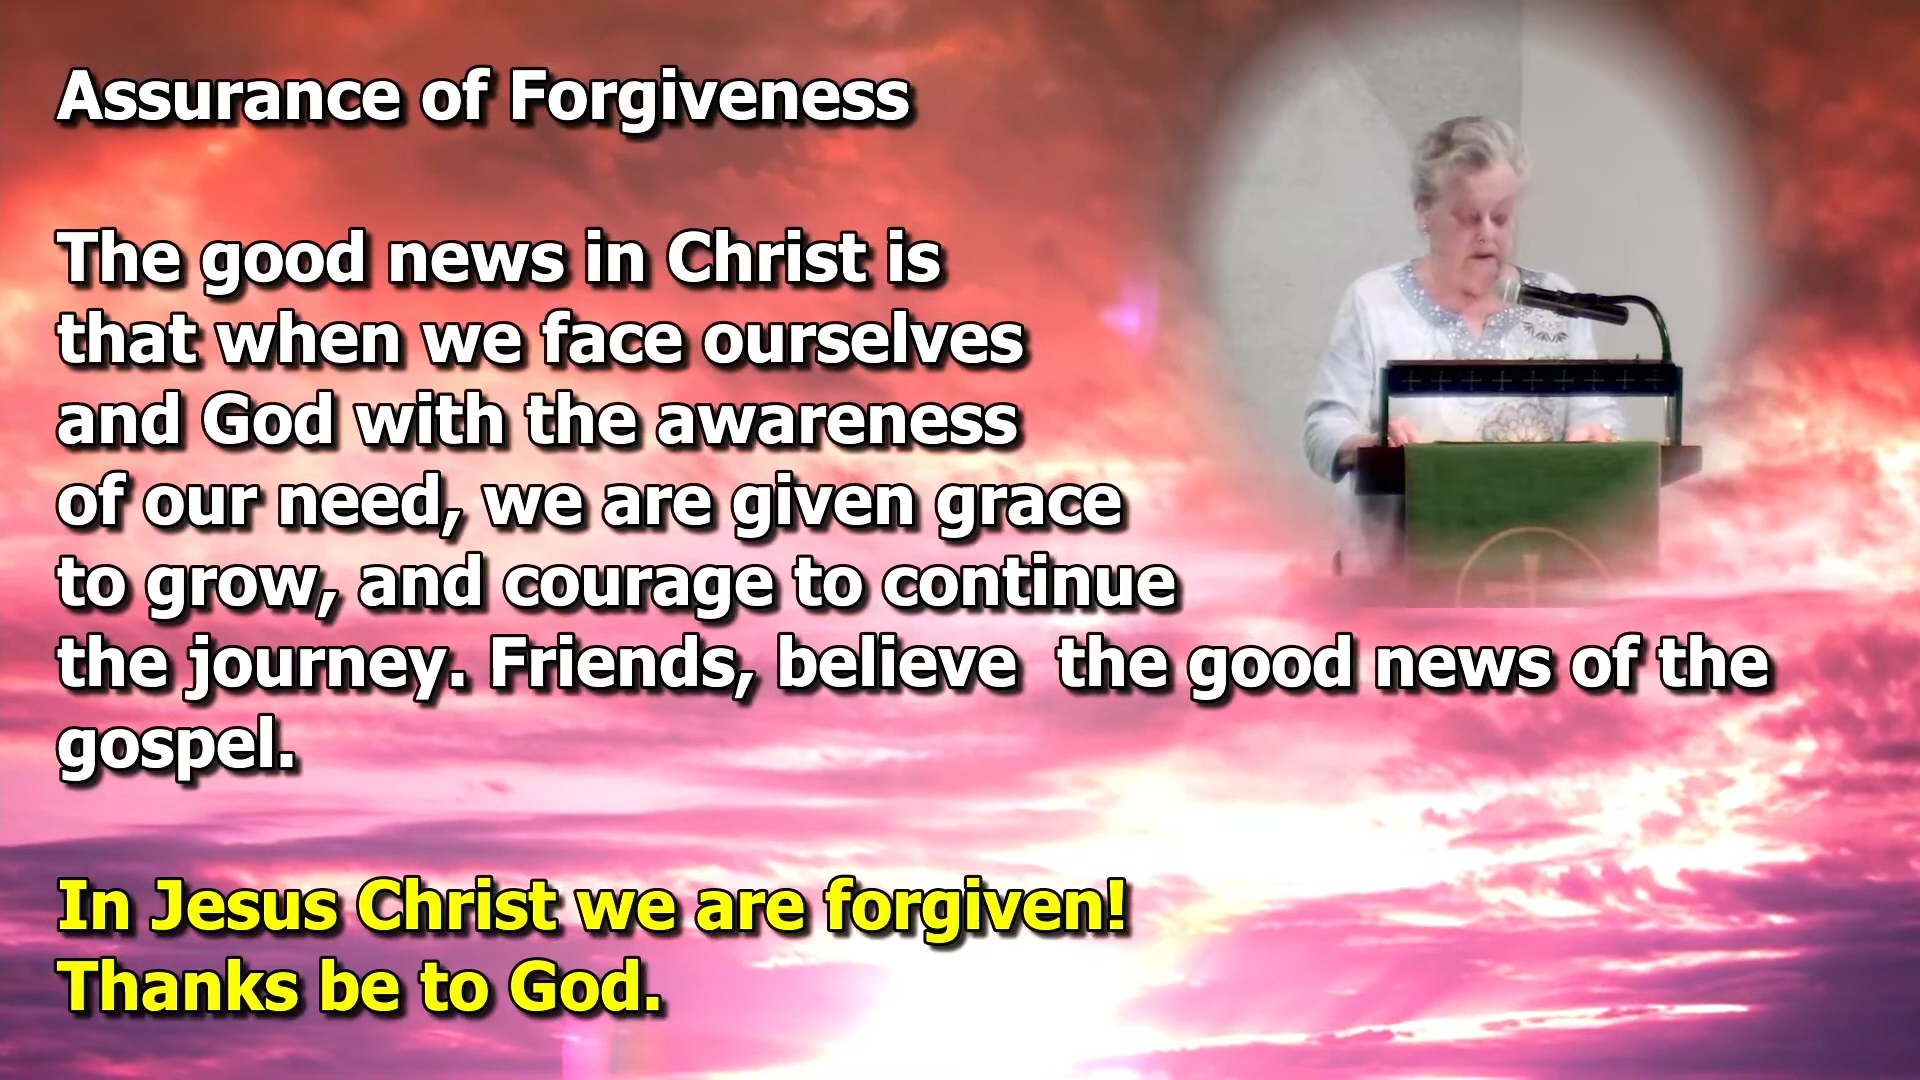 Assurance of Forgiveness
The good news in Christ is
that when we face ourselves
and God with the awareness
of our need, we are given grace
to grow, and courage to continue
the journey. Friends, believe  the good news of the
gospel.
In Jesus Christ we are forgiven!
Thanks be to God.